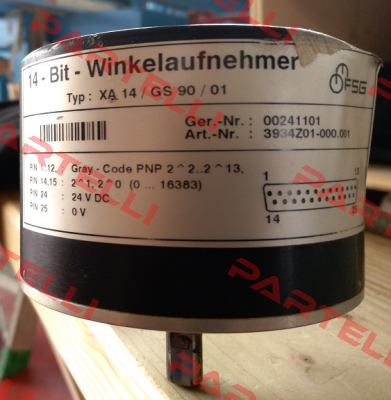 14 - Bit - Winkelaufnehmer
FSG
Typ : XA 14 / GS 90 / 01
Ger.-Nr. : 00241101
Art.-Nr. : 3934Z01-000.001
PIN 1..12, : Gray - Code PNP 2^2..2^13,
PIN 14,15 : 2^1, 2^0 (0 ... 16383)
PIN 24 : 24 V DC
PIN 25 : 0 V
1 13
14
PARTELLI
PARTELLI
PARTELLI
PARTELLI